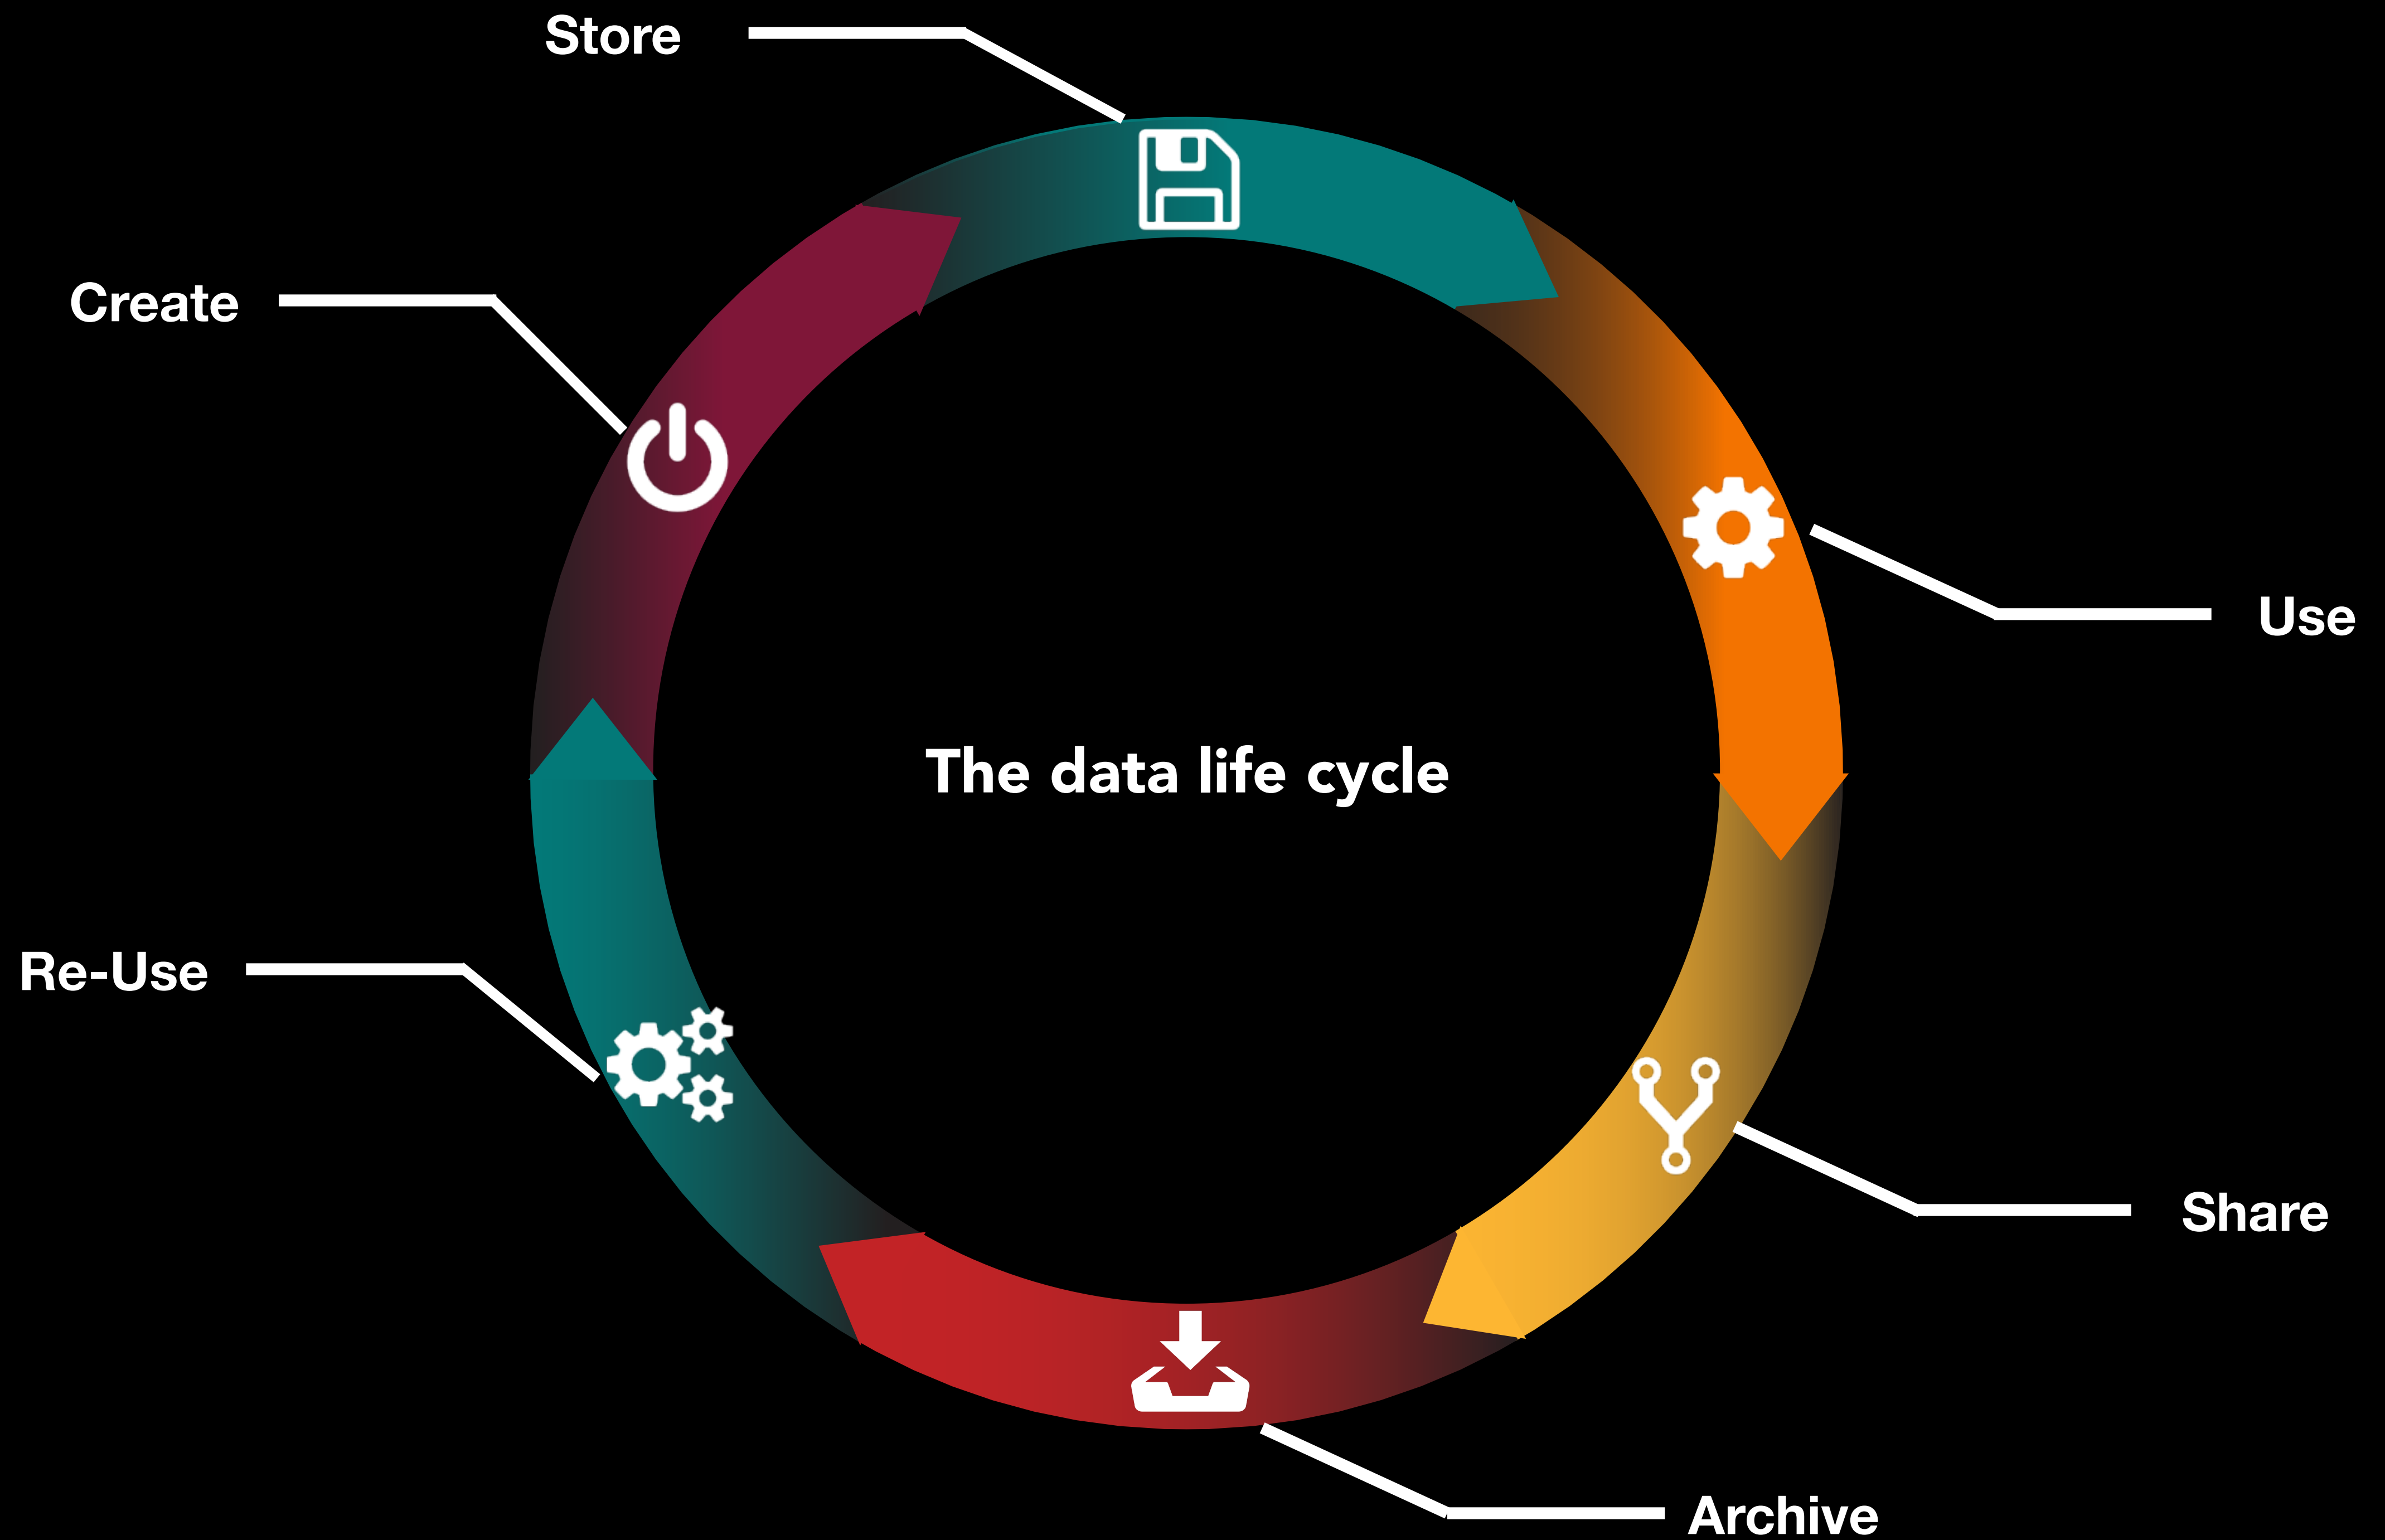 Store
Create
Use
The data life cycle
Re-Use
Share
Archive